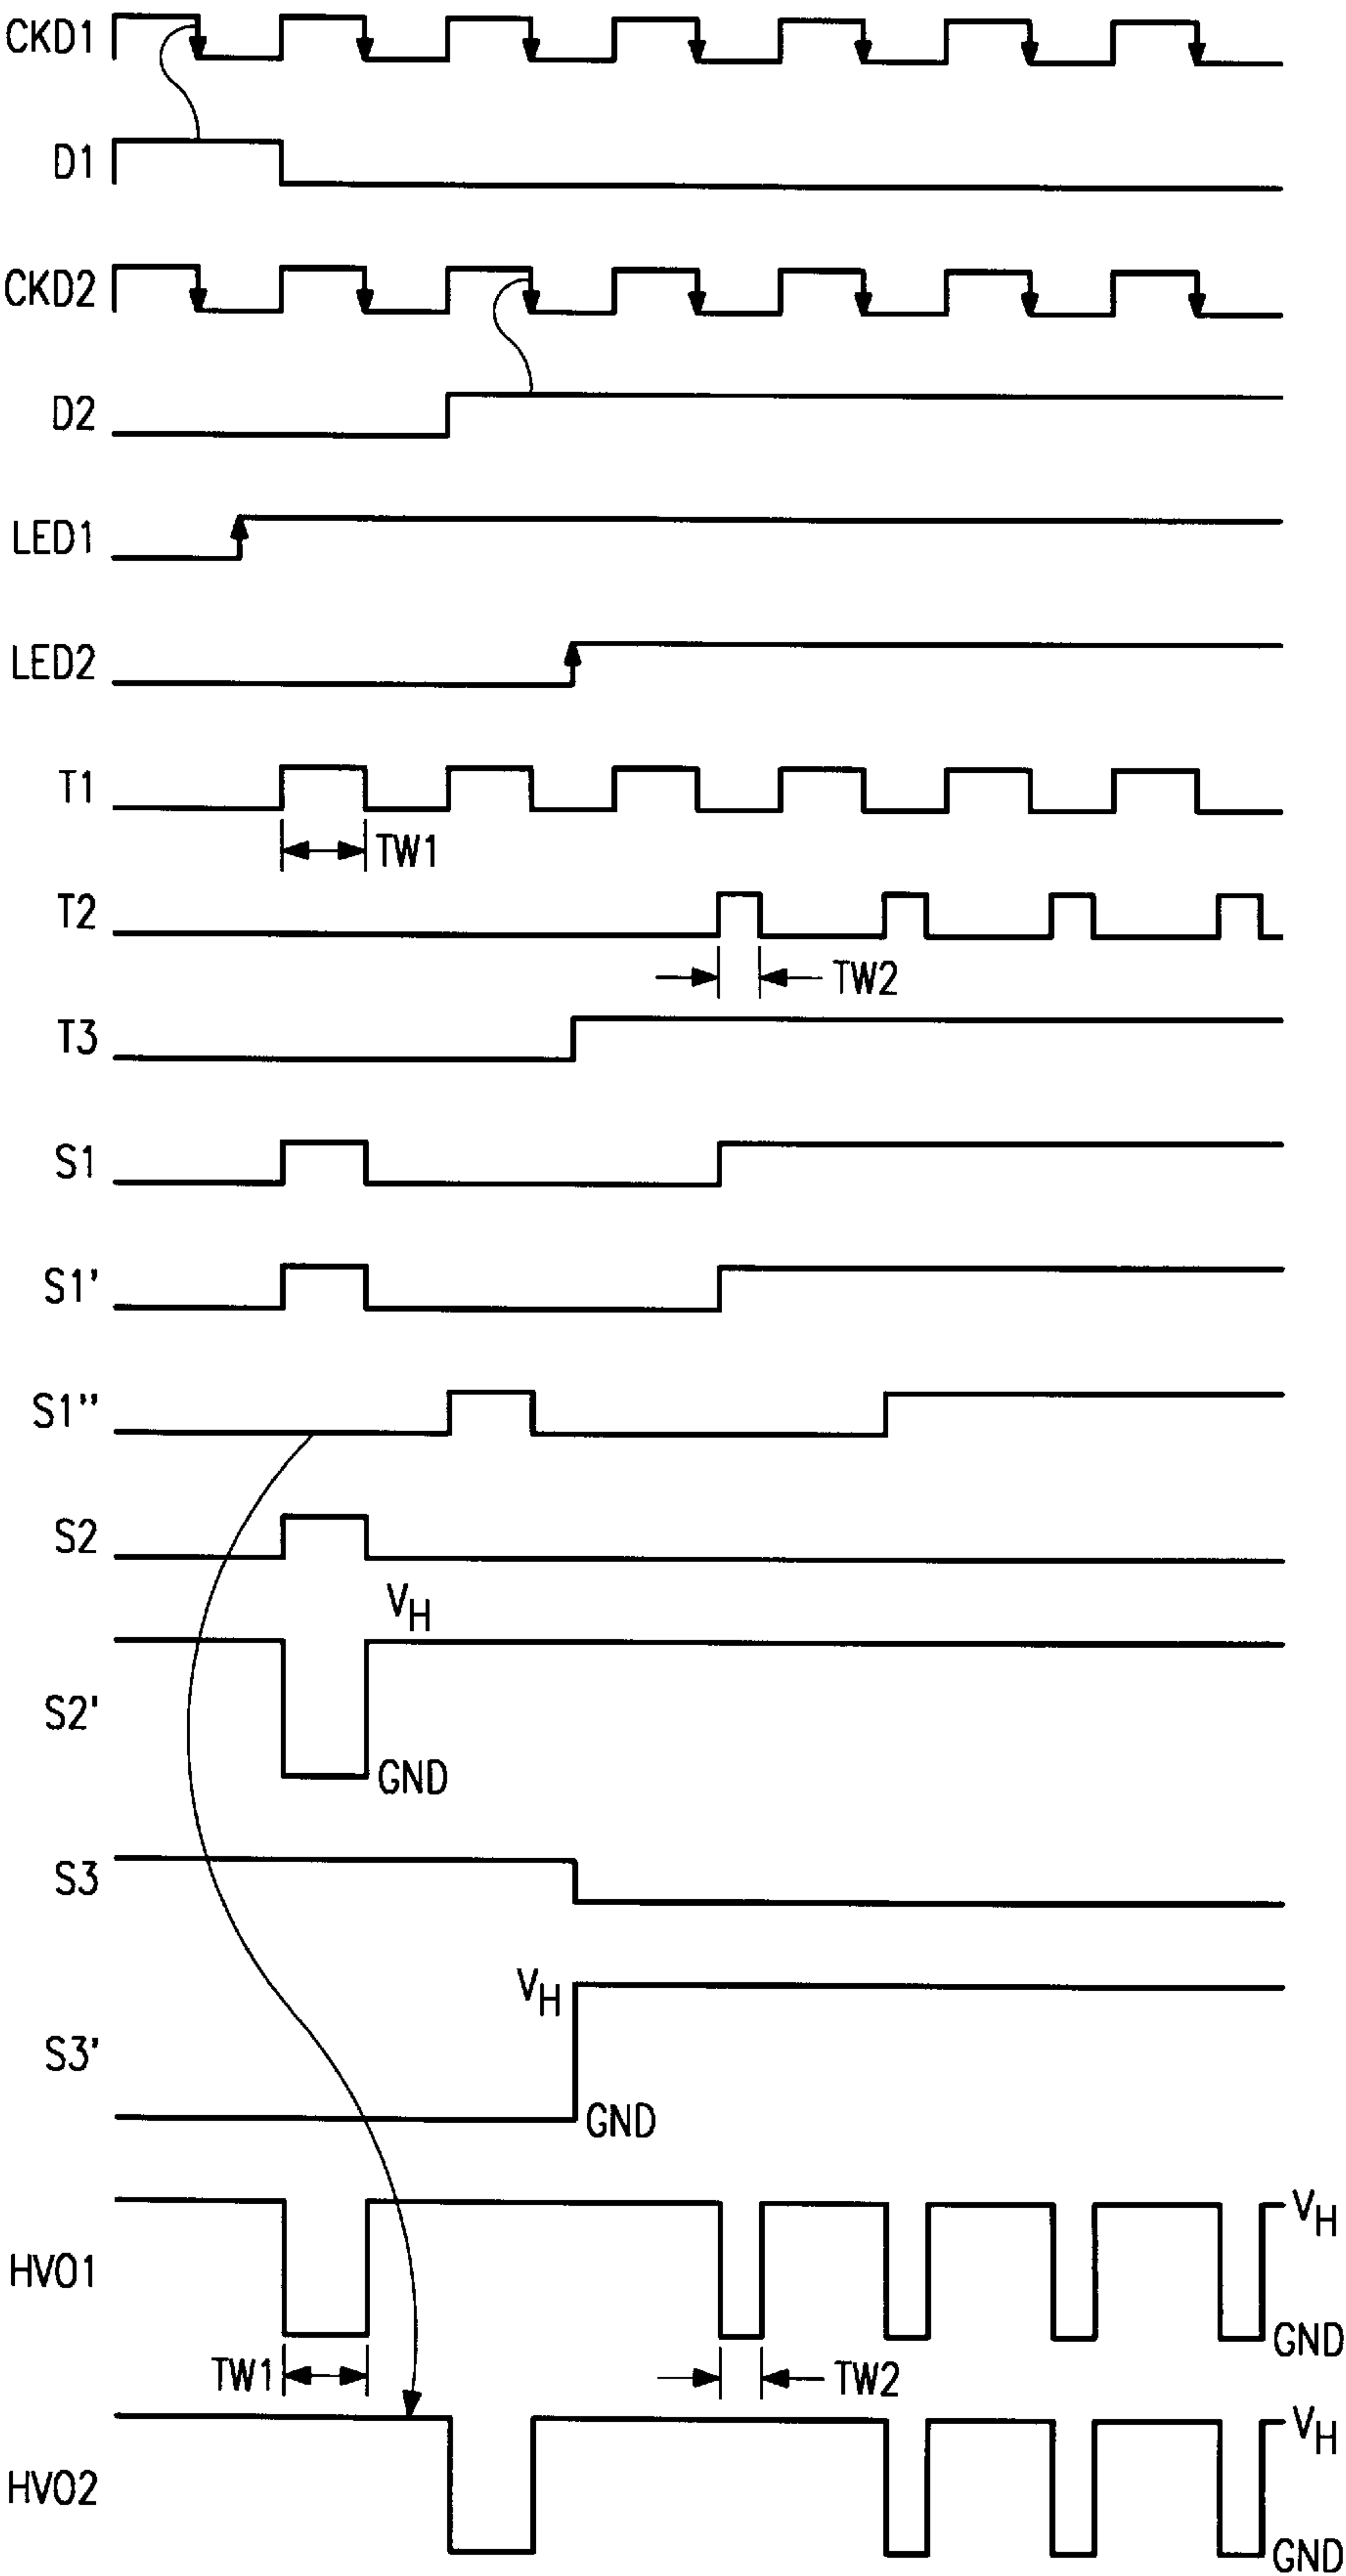 CKD1
D1
CKD2
D2
LED1
LED2
T1
TW1
T2
TW2
T3
S1
S1'
S1"
S2
VH
S2'
GND
S3
VH
S3'
GND
VH
HVO1
GND
TW1
TW2
VH
HVO2
GND